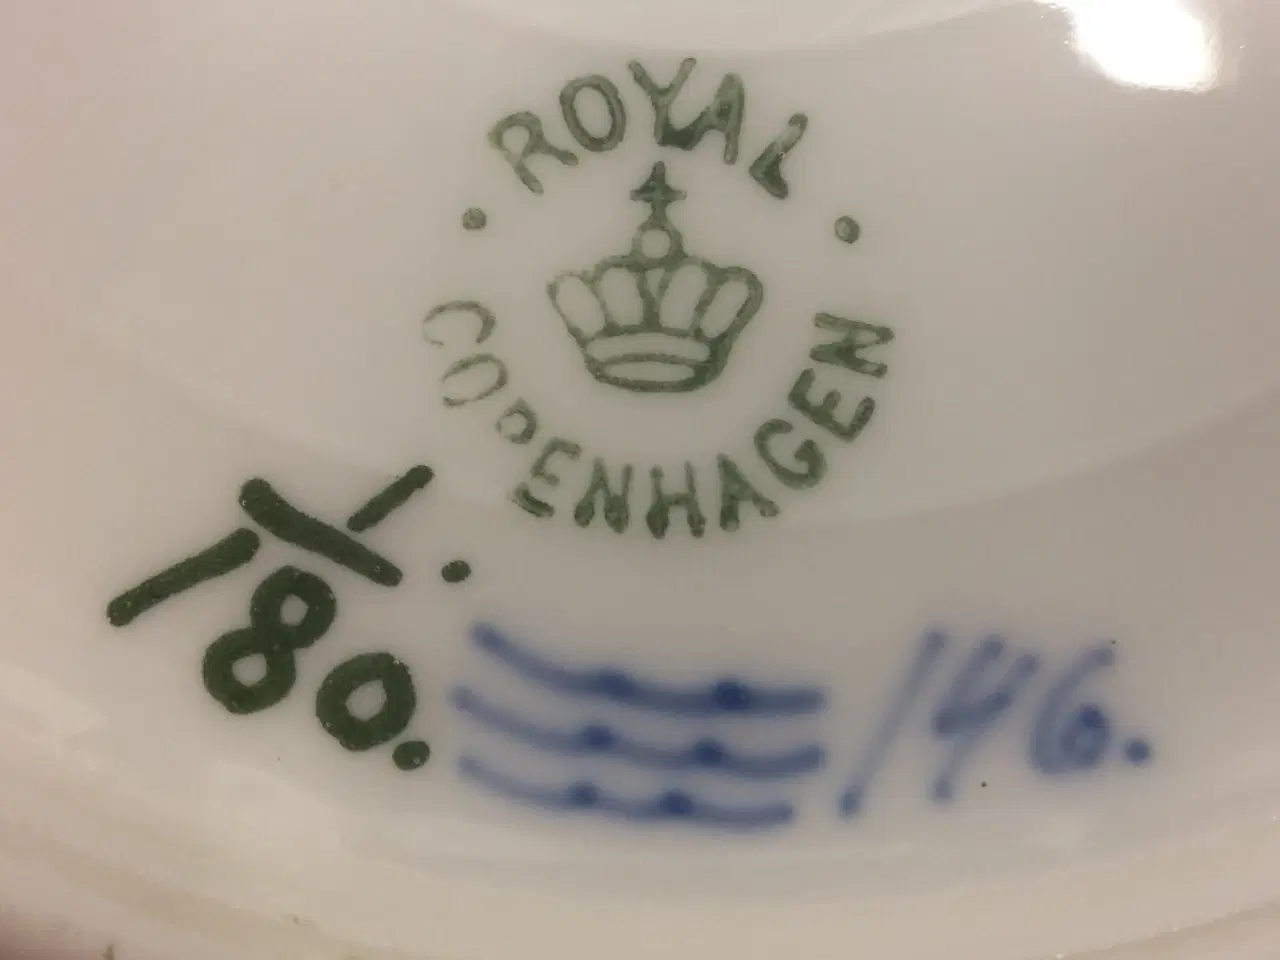 ROYAL
COPENHAGEN
1/180.
146.